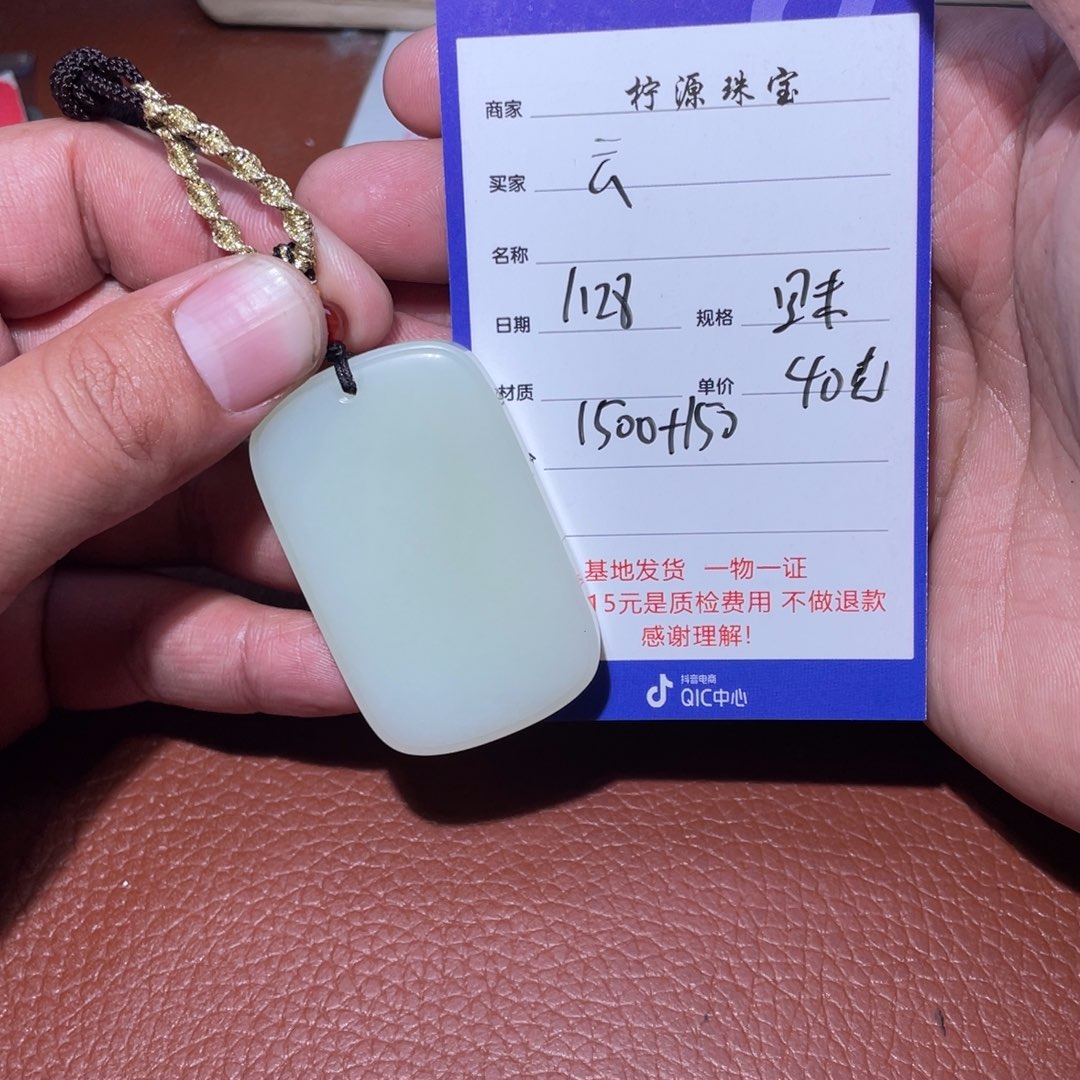 商家 柠源珠宝
买家 云
名称
日期 1128 规格
材质 单价 40克
1500+150
基地发货 一物一证
15元是质检费用 不做退款
感谢理解!
抖音电商
QIC中心